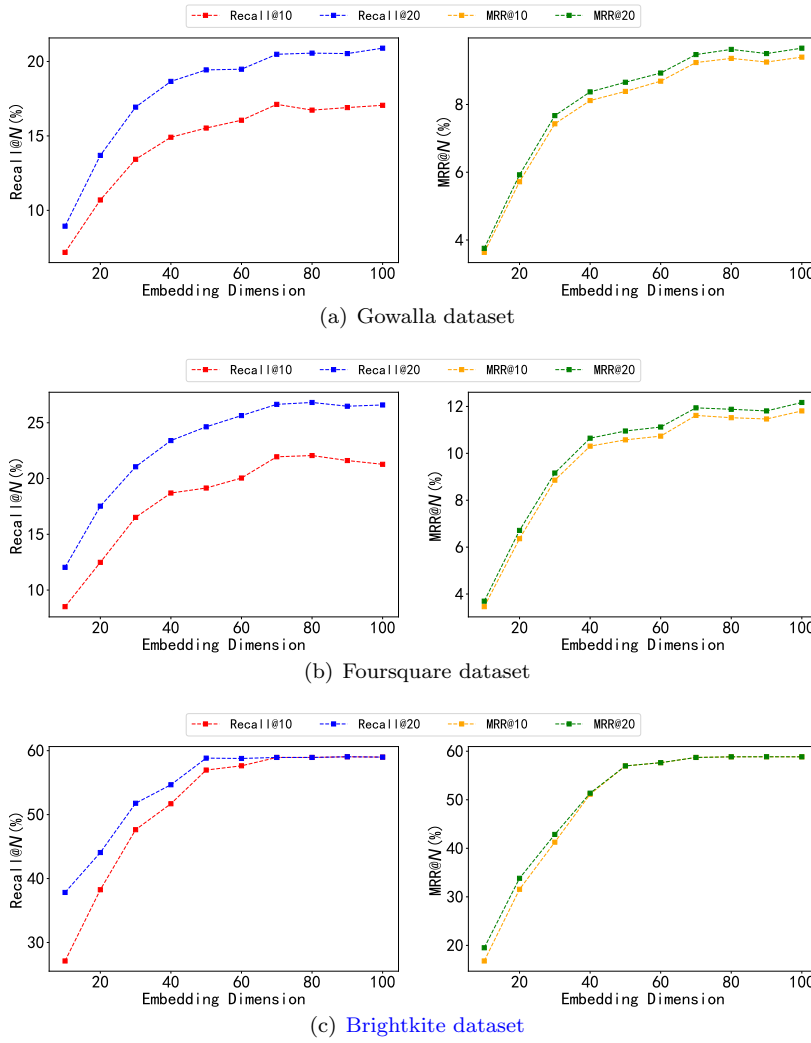 Recall@10 Recall@20 MRR@10 MRR@20
Recall@N(%)
20
15
10
20 40 60 80 100
Embedding Dimension
MRR@N(%)
8
6
4
20 40 60 80 100
Embedding Dimension
(a) Gowalla dataset
Recall@10 Recall@20 MRR@10 MRR@20
Recall@N(%)
25
20
15
10
20 40 60 80 100
Embedding Dimension
MRR@N(%)
12
10
8
6
4
20 40 60 80 100
Embedding Dimension
(b) Foursquare dataset
Recall@10 Recall@20 MRR@10 MRR@20
Recall@N(%)
60
50
40
30
20 40 60 80 100
Embedding Dimension
MRR@N(%)
60
50
40
30
20
20 40 60 80 100
Embedding Dimension
(c) Brightkite dataset